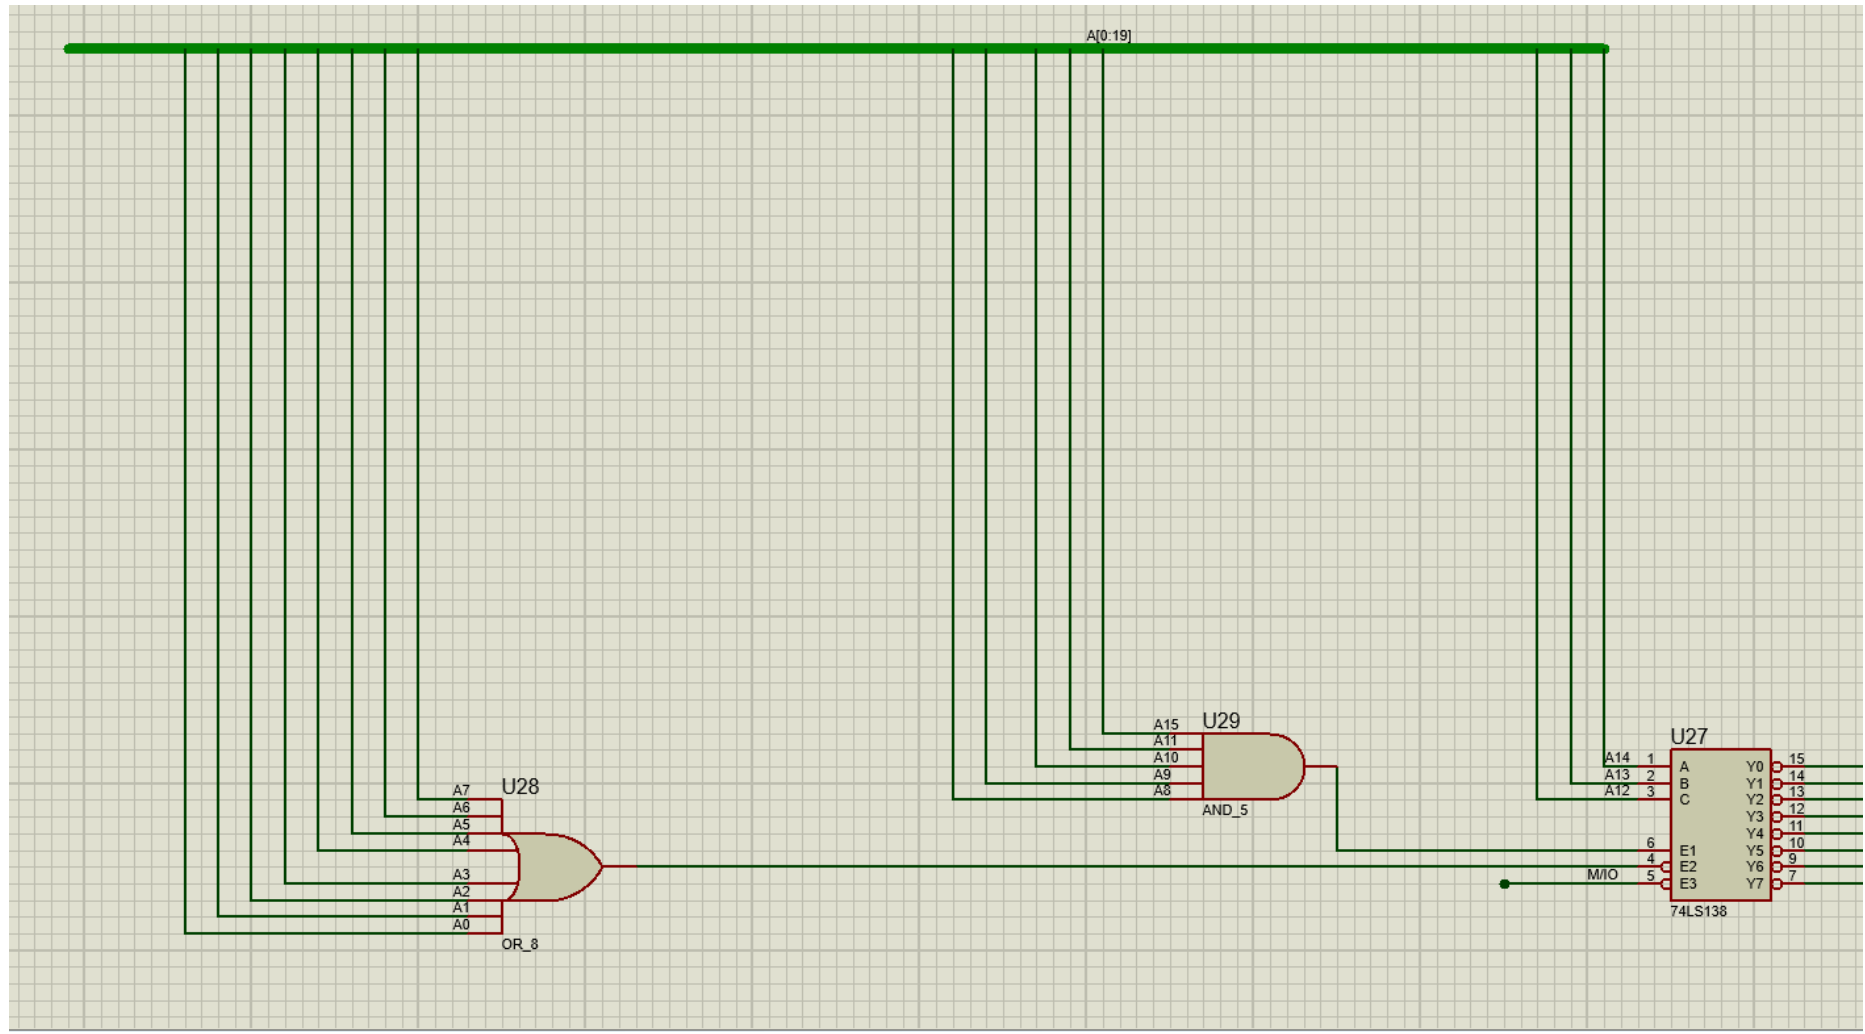 A[0:19]
U28
A7
A6
A5
A4
A3
A2
A1
A0
OR_8
U29
A15
A11
A10
A9
A8
AND_5
U27
A14 1 A Y0 15
A13 2 B Y1 14
A12 3 C Y2 13
Y3 12
Y4 11
6 E1 Y5 10
4 E2 Y6 9
M/IO 5 E3 Y7 7
74LS138